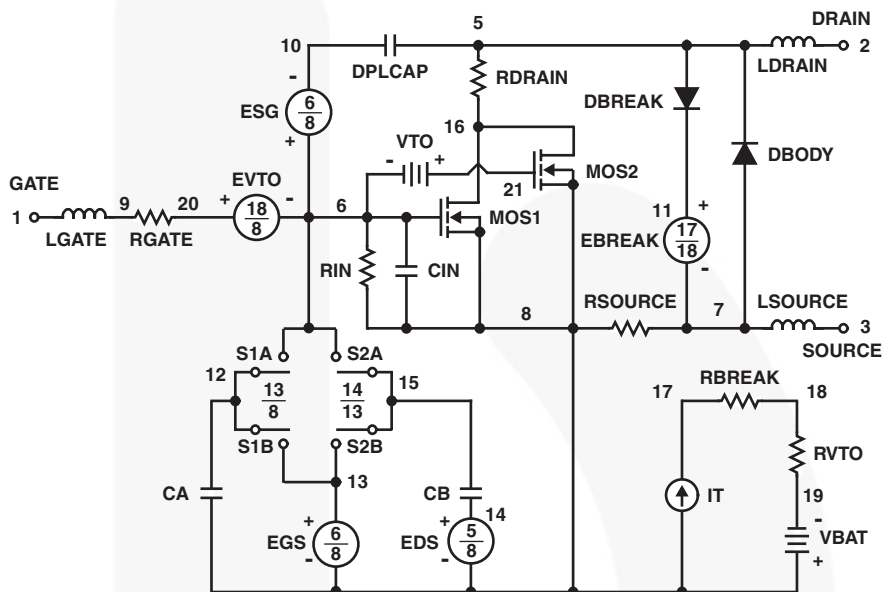 5
DRAIN
10
2
DPLCAP
LDRAIN
-
RDRAIN
DBREAK
ESG 6/8
+
16
VTO
- +
DBODY
MOS2
21
GATE
EVTO
1
9
20
+ 18/8 -
6
MOS1
11
+
EBREAK 17/18
-
LGATE
RGATE
RIN
CIN
8
RSOURCE
7
LSOURCE
3
SOURCE
S1A
S2A
12
13/8
14/13
15
S1B
S2B
13
17
RBREAK
18
RVTO
CA
CB
IT
19
-
VBAT
+
14
+
EGS 6/8
-
+
EDS 5/8
-